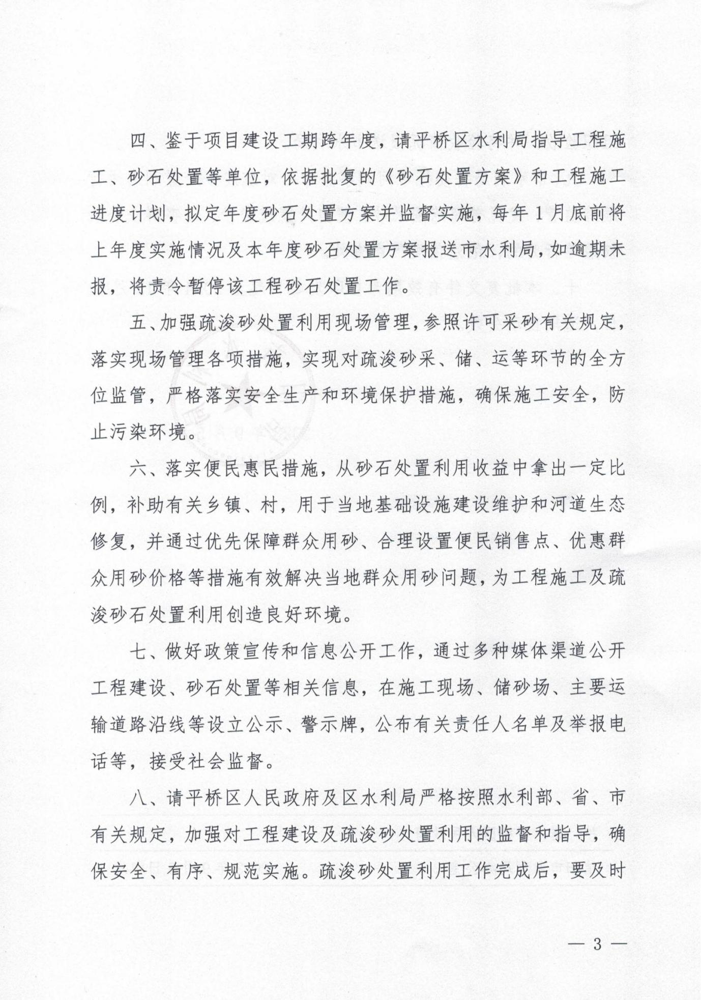 四、鉴于项目建设工期跨年度，请平桥区水利局指导工程施
工、砂石处置等单位，依据批复的《砂石处置方案》和工程施工
进度计划，拟定年度砂石处置方案并监督实施，每年1月底前将
上年度实施情况及本年度砂石处置方案报送市水利局，如逾期未
报，将责令暂停该工程砂石处置工作。
五、加强疏浚砂处置利用现场管理，参照许可采砂有关规定，
落实现场管理各项措施，实现对疏浚砂采、储、运等环节的全方
位监管，严格落实安全生产和环境保护措施，确保施工安全，防
止污染环境。
六、落实便民惠民措施，从砂石处置利用收益中拿出一定比
例，补助有关乡镇、村，用于当地基础设施建设维护和河道生态
修复，并通过优先保障群众用砂、合理设置便民销售点、优惠群
众用砂价格等措施有效解决当地群众用砂问题，为工程施工及疏
浚砂石处置利用创造良好环境。
七、做好政策宣传和信息公开工作，通过多种媒体渠道公开
工程建设、砂石处置等相关信息，在施工现场、储砂场、主要运
输道路沿线等设立公示、警示牌，公布有关责任人名单及举报电
话等，接受社会监督。
八、请平桥区人民政府及区水利局严格按照水利部、省、市
有关规定，加强对工程建设及疏浚砂处置利用的监督和指导，确
保安全、有序、规范实施。疏浚砂处置利用工作完成后，要及时
— 3 —